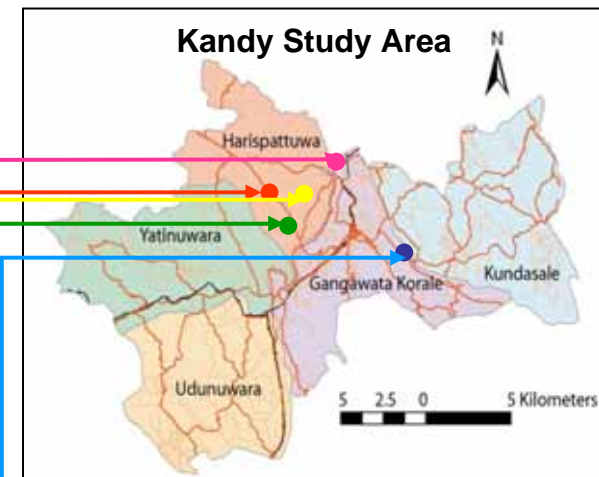 Kandy Study Area
N
Harispattuwa
Yatinuwara
Gangawata Korale
Kundasale
Udunuwara
5 2.5 0 5 Kilometers